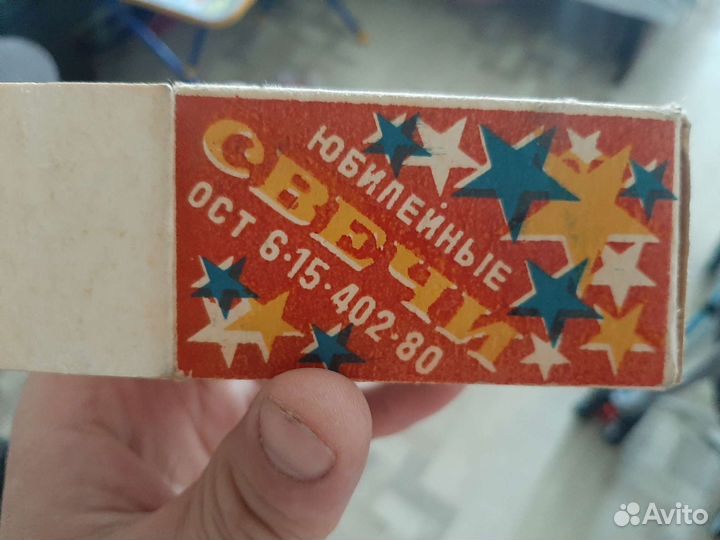 ЮБИЛЕЙНЫЕ
СВЕЧИ
ОСТ 6·15·402·80
Avito